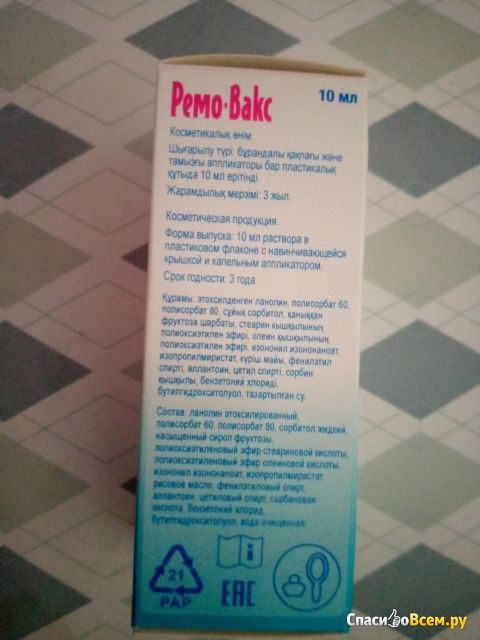 Ремо-Вакс
10 мл
Косметикалық өнім.
Шығарылу түрі: бұрандалы қақпағы және
тамызғы аппликаторы бар пластикалық
құтыда 10 мл ерітінді.
Жарамдылық мерзімі: 3 жыл.
Косметическая продукция.
Форма выпуска: 10 мл раствора в
пластиковом флаконе с навинчивающейся
крышкой и капельным аппликатором.
Срок годности: 3 года
Құрамы: этоксилденген ланолин, полисорбат 60,
полисорбат 80, сұйық сорбитол, қаныққан
фруктоза шәрбаты, стеарин қышқылының
полиоксиэтилен эфирі, олеин қышқылының
полиоксиэтилен эфирі, изононил изононаноат,
изопропилмиристат, күріш майы, фенилэтил
спирті, аллантоин, цетил спирті, сорбин
қышқылы, бензетоний хлориді,
бутилгидрокситолуол, тазартылған су.
Состав: ланолин этоксилированный,
полисорбат 60, полисорбат 80, сорбитол жидкий,
насыщенный сироп фруктозы,
полиоксиэтиленовый эфир стеариновой кислоты,
полиоксиэтиленовый эфир олеиновой кислоты,
изононил изононаноат, изопропилмиристат,
рисовое масло, фенилэтиловый спирт,
аллантоин, цетиловый спирт, сорбиновая
кислота, бензетоний хлорид,
бутилгидрокситолуол, вода очищенная.
21
PAP
EAC
СпасибоВсем.ру